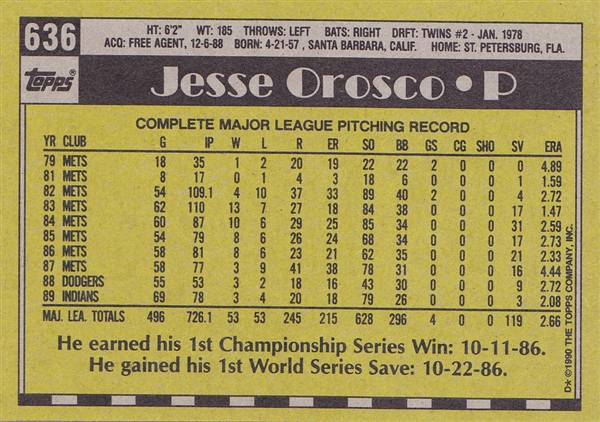 636
HT: 6'2" WT: 185 THROWS: LEFT BATS: RIGHT DRFT: TWINS #2 - JAN. 1978
ACQ: FREE AGENT, 12-6-88 BORN: 4-21-57, SANTA BARBARA, CALIF. HOME: ST. PETERSBURG, FLA.
Topps
Jesse Orosco • P
COMPLETE MAJOR LEAGUE PITCHING RECORD
YR CLUB G IP W L R ER SO BB GS CG SHO SV ERA
79 METS 18 35 1 2 20 19 22 22 2 0 0 0 4.89
81 METS 8 17 0 1 4 3 18 6 0 0 0 1 1.59
82 METS 54 109.1 4 10 37 33 89 40 2 0 0 4 2.72
83 METS 62 110 13 7 27 18 84 38 0 0 0 17 1.47
84 METS 60 87 10 6 29 25 85 34 0 0 0 31 2.59
85 METS 54 79 8 6 26 24 68 34 0 0 0 17 2.73
86 METS 58 81 8 6 23 21 62 35 0 0 0 21 2.33
87 METS 58 77 3 9 41 38 78 31 0 0 0 16 4.44
88 DODGERS 55 53 3 2 18 16 43 30 0 0 0 9 2.72
89 INDIANS 69 78 3 4 20 18 79 26 0 0 0 3 2.08
MAJ. LEA. TOTALS 496 726.1 53 53 245 215 628 296 4 0 0 119 2.66
He earned his 1st Championship Series Win: 10-11-86.
He gained his 1st World Series Save: 10-22-86.
D★ ©1990 THE TOPPS COMPANY, INC.